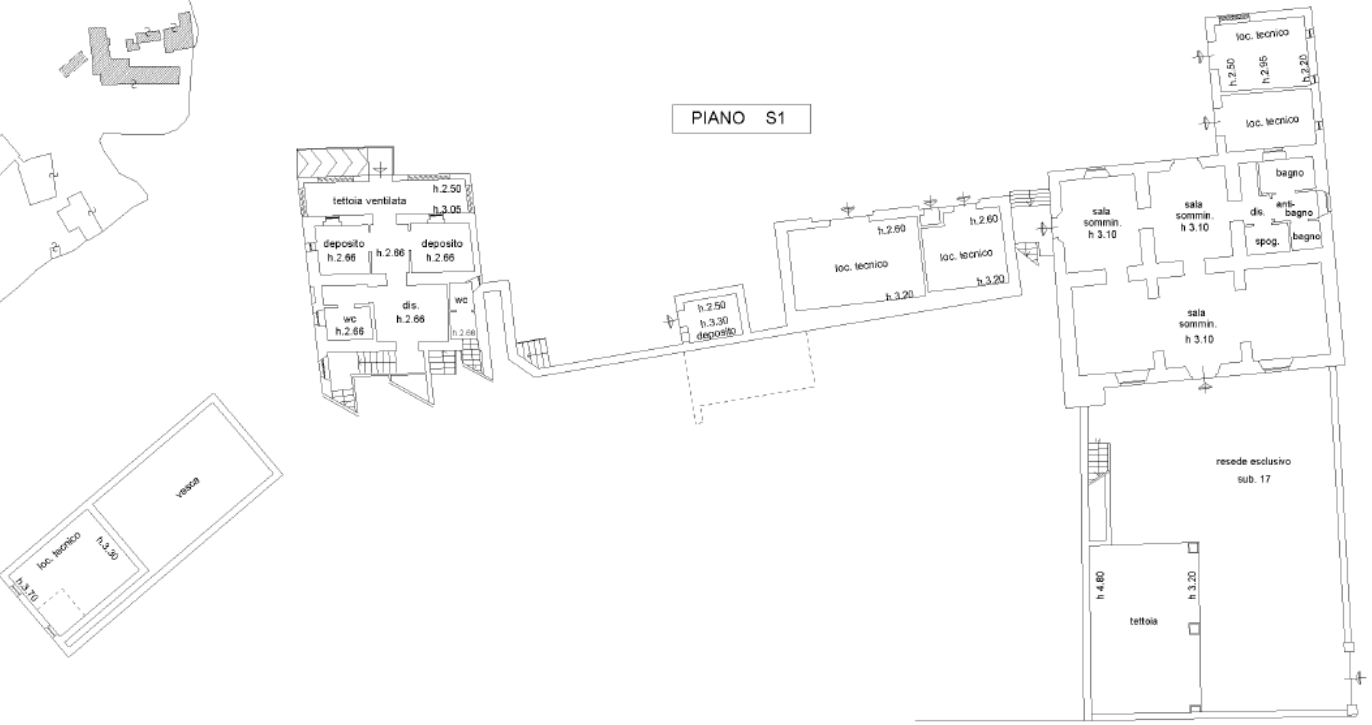 PIANO S1
loc. tecnico
h.2.50
h.2.95
h.2.20
loc. tecnico
bagno
anti-
bagno
dis.
spog.
bagno
sala
sommin.
h 3.10
sala
sommin.
h 3.10
sala
sommin.
h 3.10
h.2.50
tettoia ventilata
h.3.05
deposito
h.2.66
h.2.66
deposito
h.2.66
wc
h.2.66
dis.
h.2.66
wc
h.2.66
h.2.50
h.3.30
deposito
h.2.60
loc. tecnico
h.3.20
h.2.60
loc. tecnico
h.3.20
resede esclusivo
sub. 17
h 4.80
h 3.20
tettoia
vasca
loc. tecnico
h.3.30
h.3.70